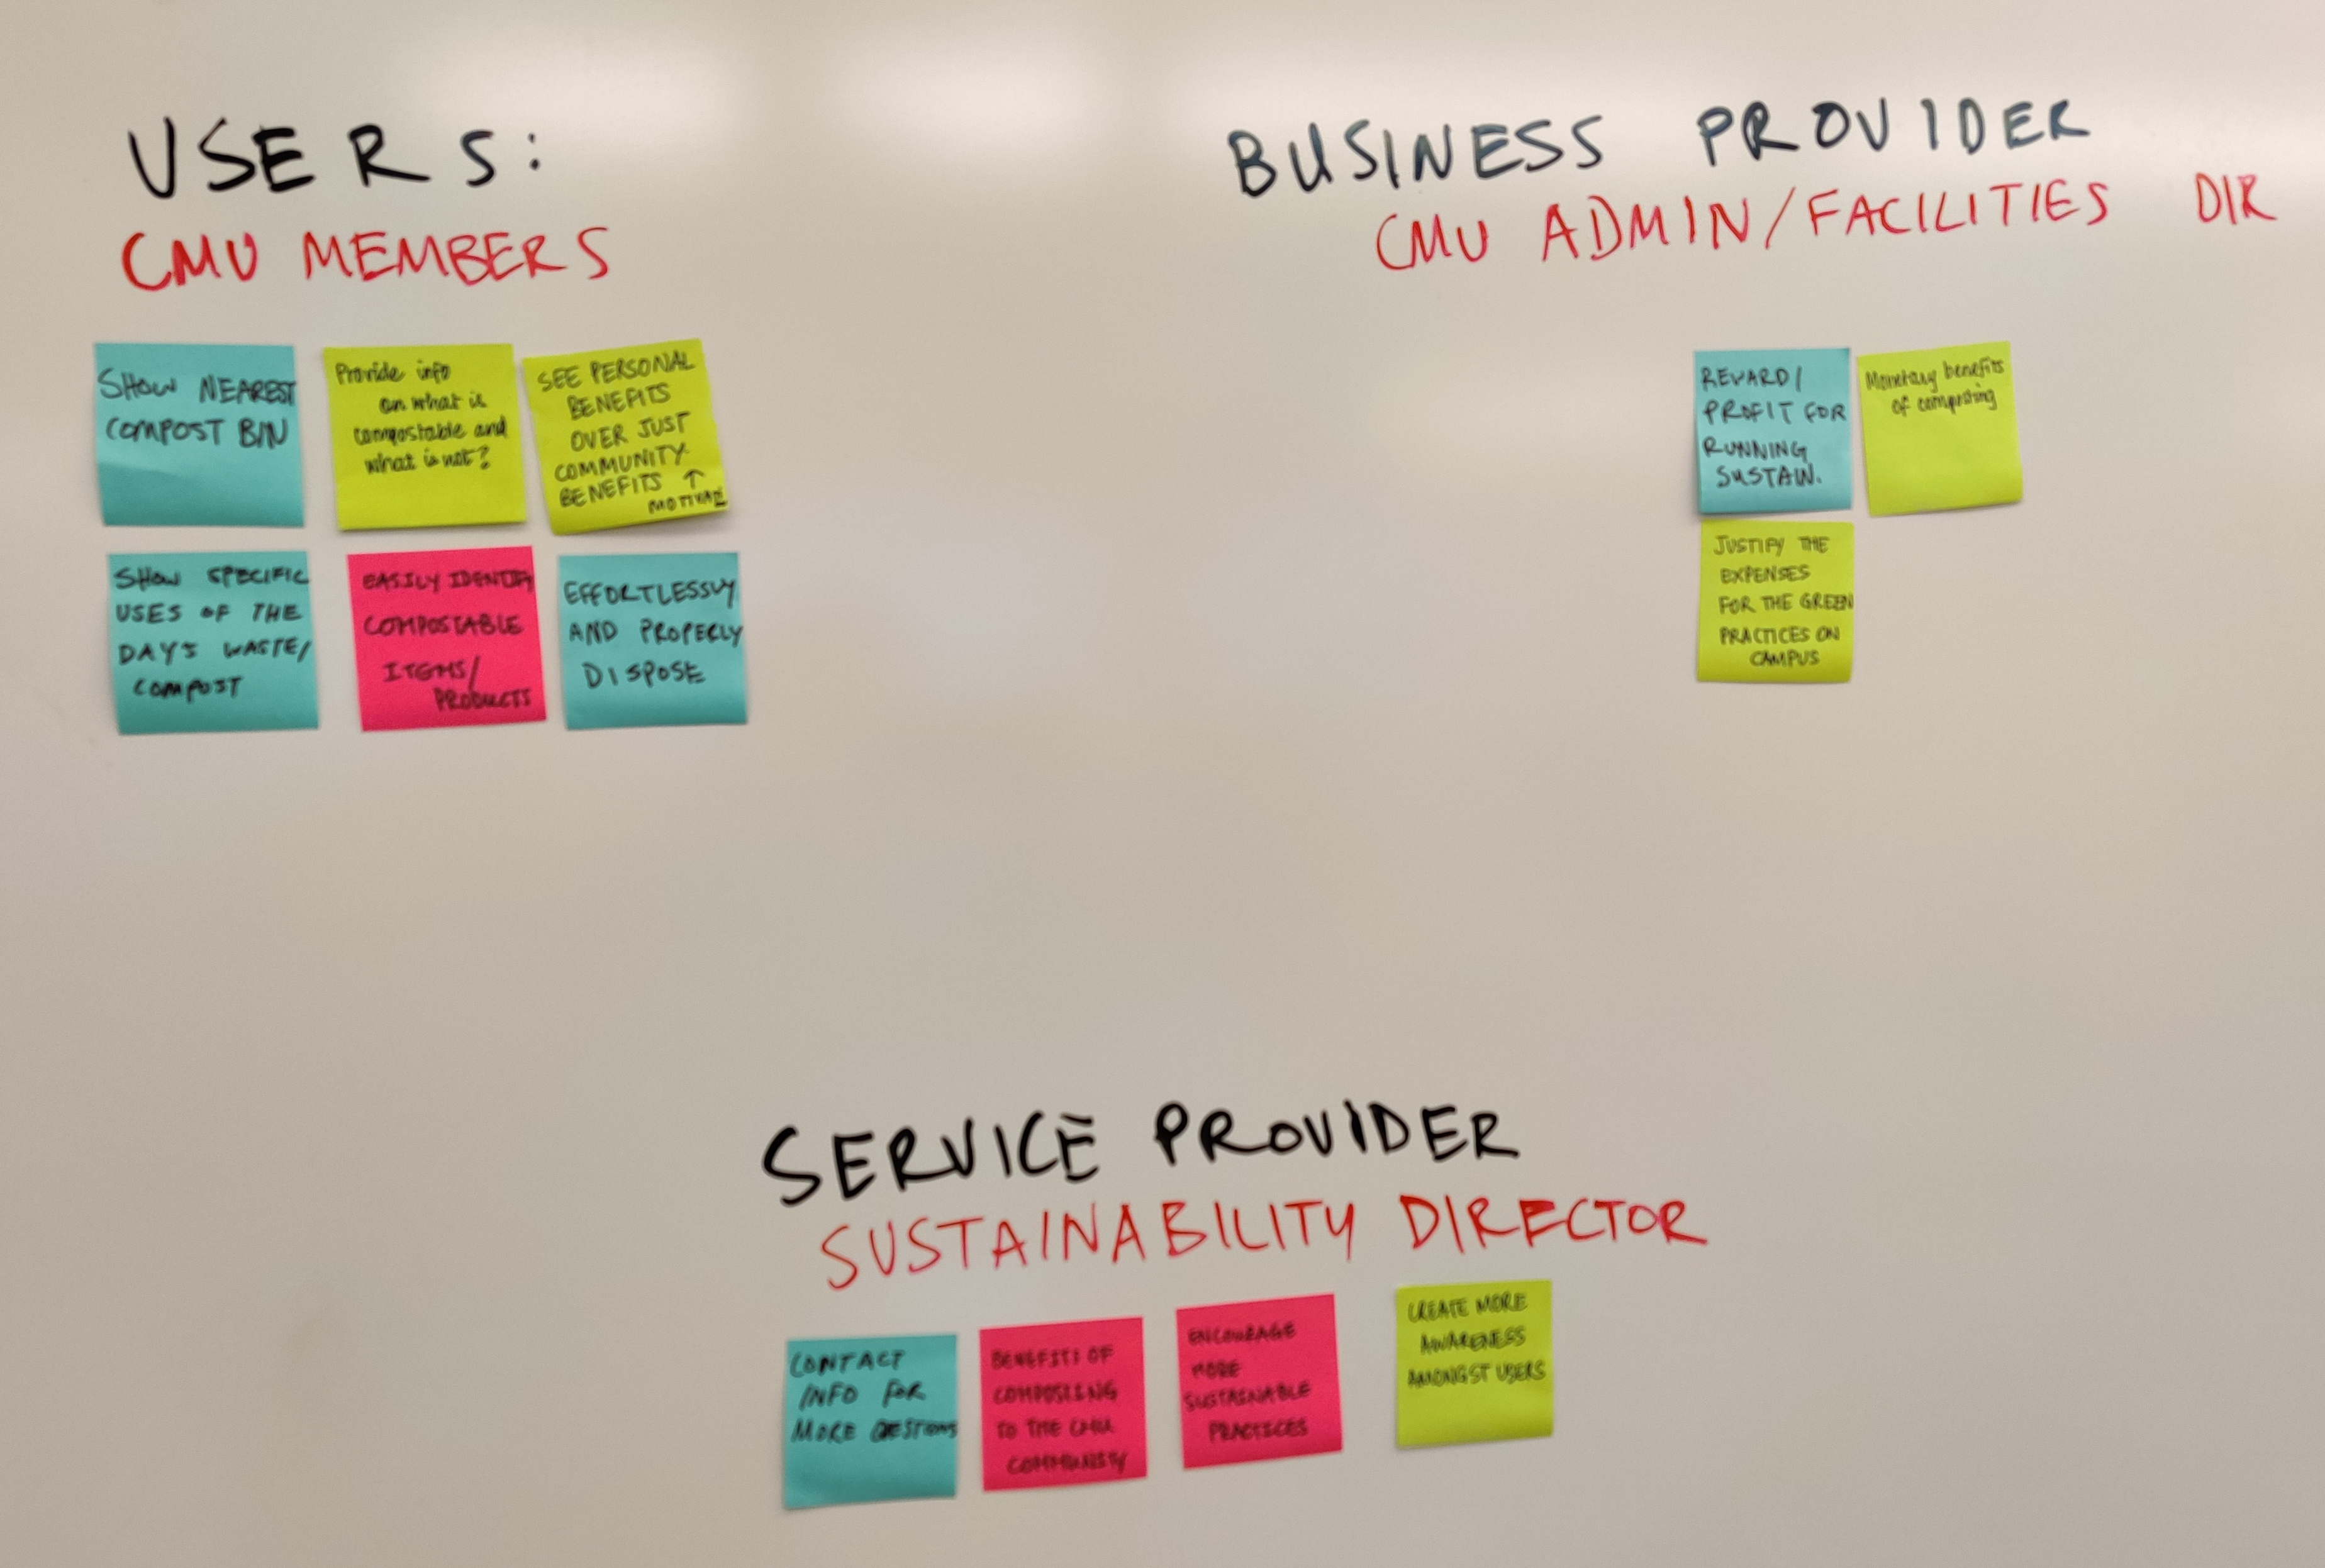 USERS:
CMU MEMBERS
SHOW NEAREST
COMPOST BIN
Provide info
on what is
compostable and
what is not?
SEE PERSONAL
BENEFITS
OVER JUST
COMMUNITY
BENEFITS ↑
SHOW SPECIFIC
USES OF THE
DAY'S WASTE/
COMPOST
EASILY IDENTIFY
COMPOSTABLE
ITEMS/
PRODUCTS
EFFORTLESSLY
AND PROPERLY
DISPOSE
BUSINESS PROVIDER
CMU ADMIN/FACILITIES DIR
REWARD/
PROFIT FOR
RUNNING
SUSTAIN.
Monetary benefits
of composting
JUSTIFY THE
EXPENSES
FOR THE GREEN
PRACTICES ON
CAMPUS
SERVICE PROVIDER
SUSTAINABILITY DIRECTOR
CONTACT
INFO FOR
MORE QESTIONS
BENEFITS OF
COMPOSTING
TO THE CMU
COMMUNITY
ENCOURAGE
MORE
SUSTAINABLE
PRACTICES
CREATE MORE
AWARENESS
AMONGST USERS